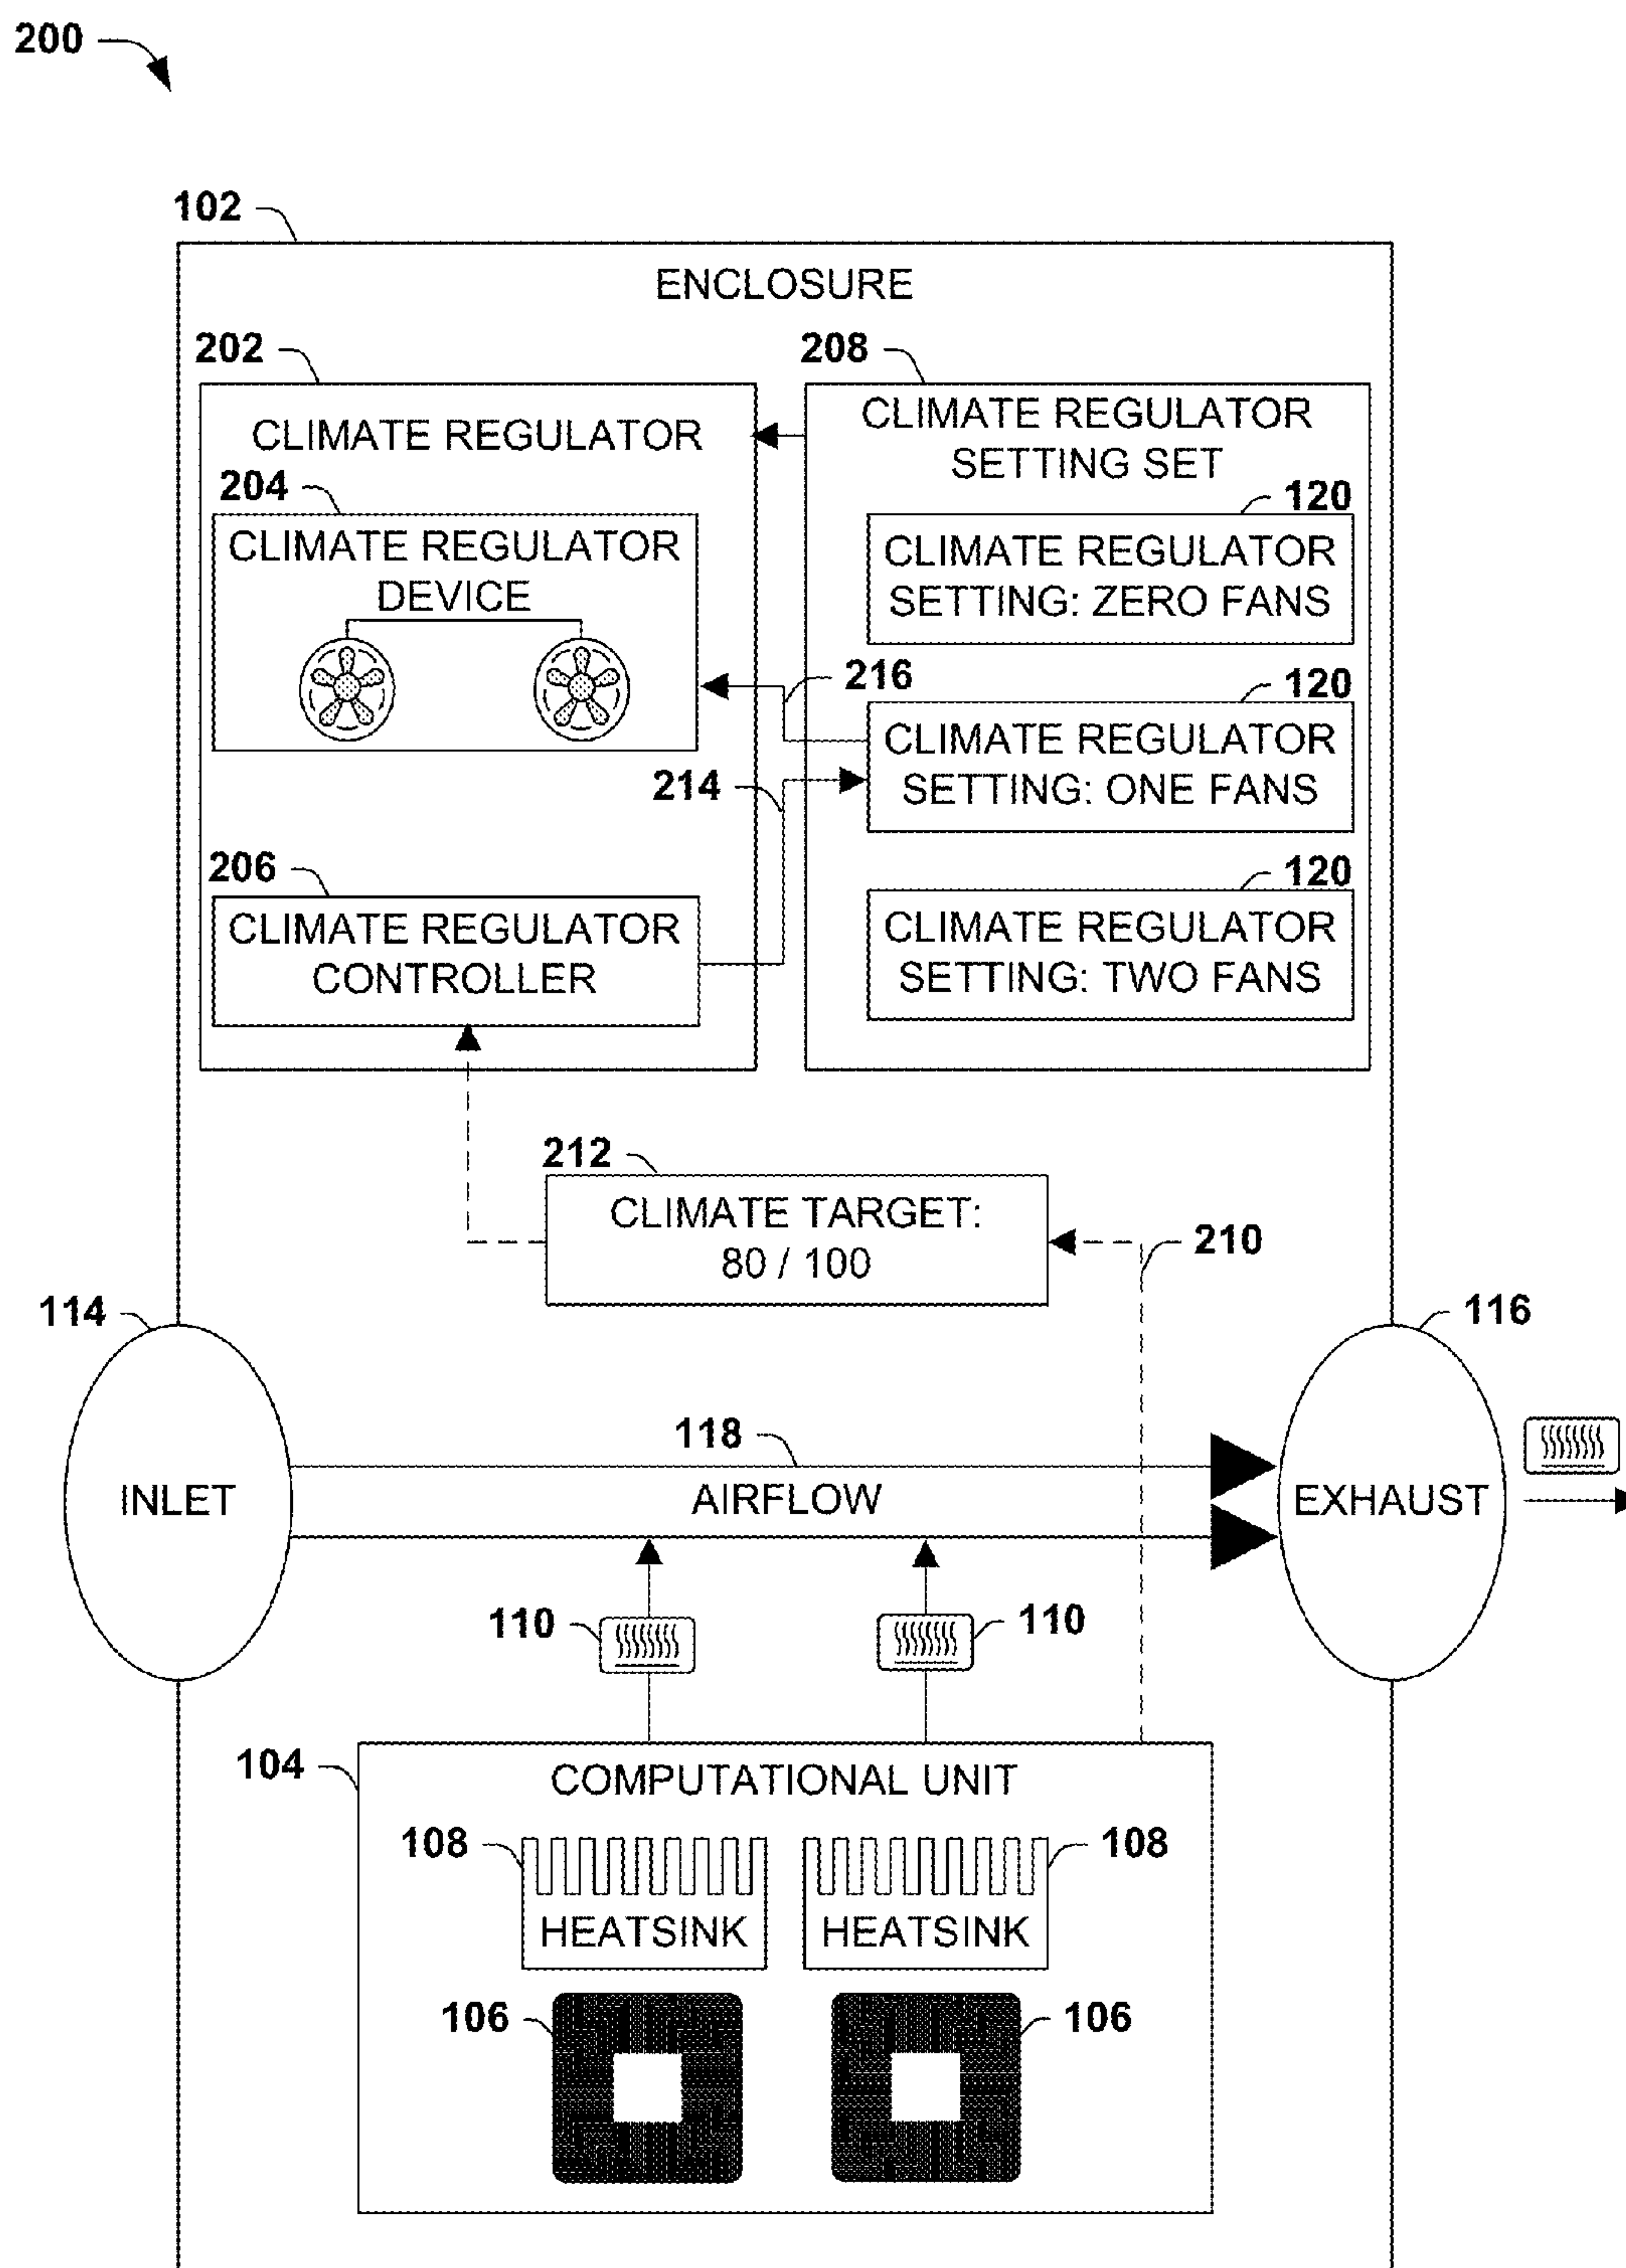 200
102
ENCLOSURE
202
208
CLIMATE REGULATOR
CLIMATE REGULATOR
SETTING SET
204
120
CLIMATE REGULATOR
DEVICE
CLIMATE REGULATOR
SETTING: ZERO FANS
216
120
CLIMATE REGULATOR
SETTING: ONE FANS
214
206
120
CLIMATE REGULATOR
CONTROLLER
CLIMATE REGULATOR
SETTING: TWO FANS
212
CLIMATE TARGET:
80 / 100
210
114
116
118
INLET
AIRFLOW
EXHAUST
110
110
104
COMPUTATIONAL UNIT
108
108
HEATSINK
HEATSINK
106
106